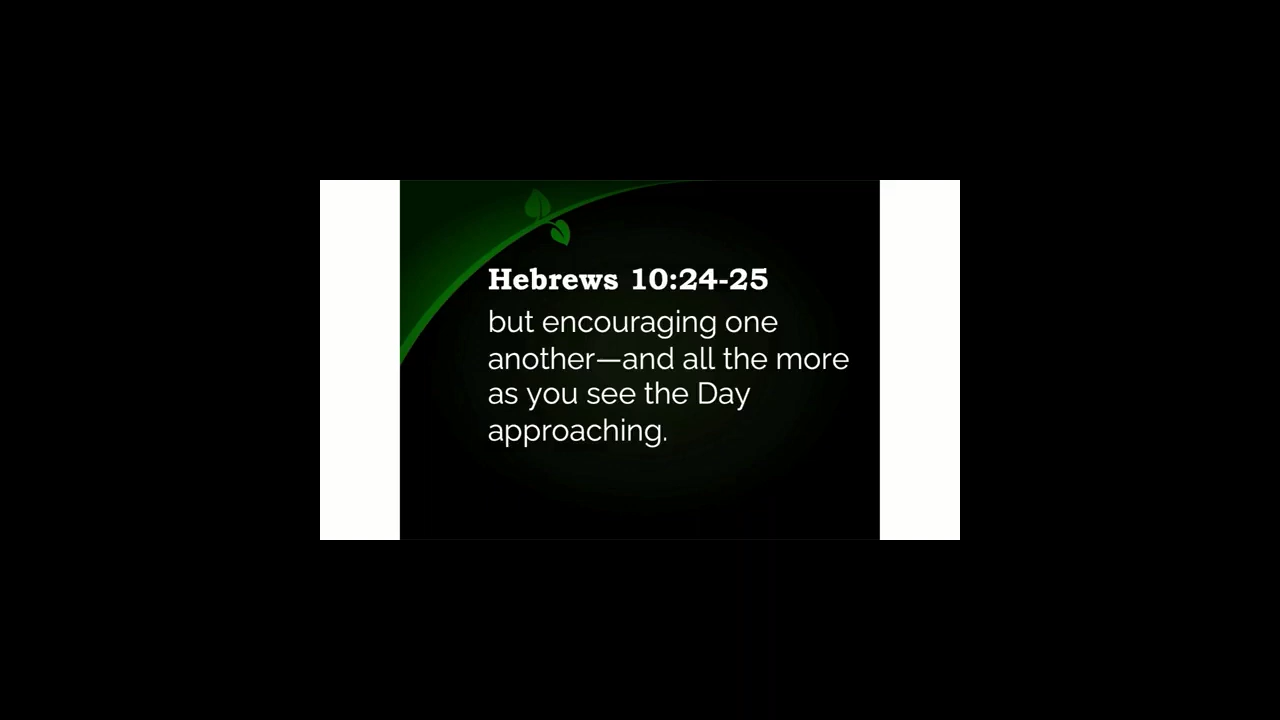 Hebrews 10:24-25
but encouraging one
another—and all the more
as you see the Day
approaching.